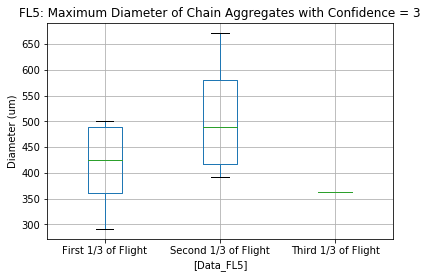 FL5: Maximum Diameter of Chain Aggregates with Confidence = 3
650
600
550
500
450
400
350
300
Diameter (um)
First 1/3 of Flight
Second 1/3 of Flight
Third 1/3 of Flight
[Data_FL5]